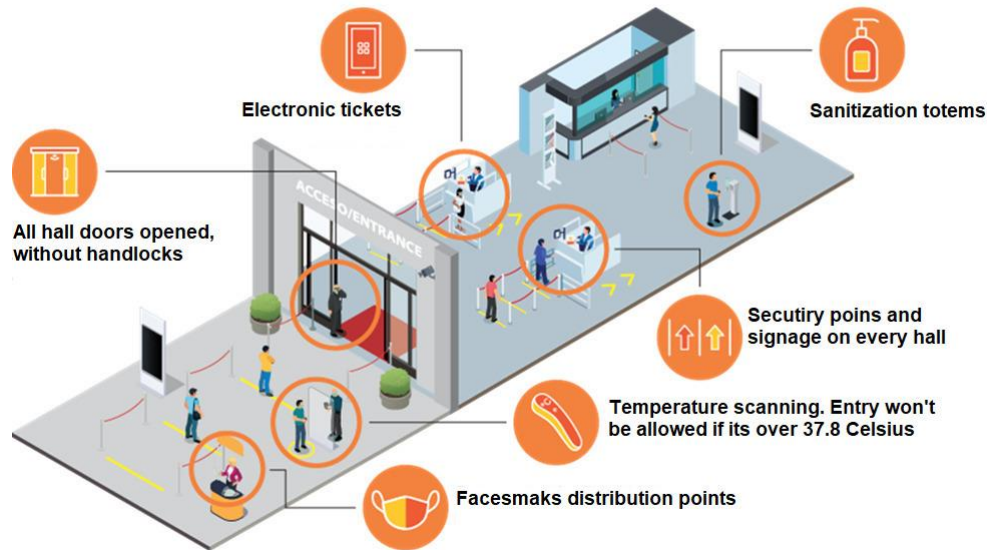 Electronic tickets
Sanitization totems
ACCESO/ENTRANCE
All hall doors opened,
without handlocks
Secutiry poins and
signage on every hall
Temperature scanning. Entry won't
be allowed if its over 37.8 Celsius
Facesmaks distribution points